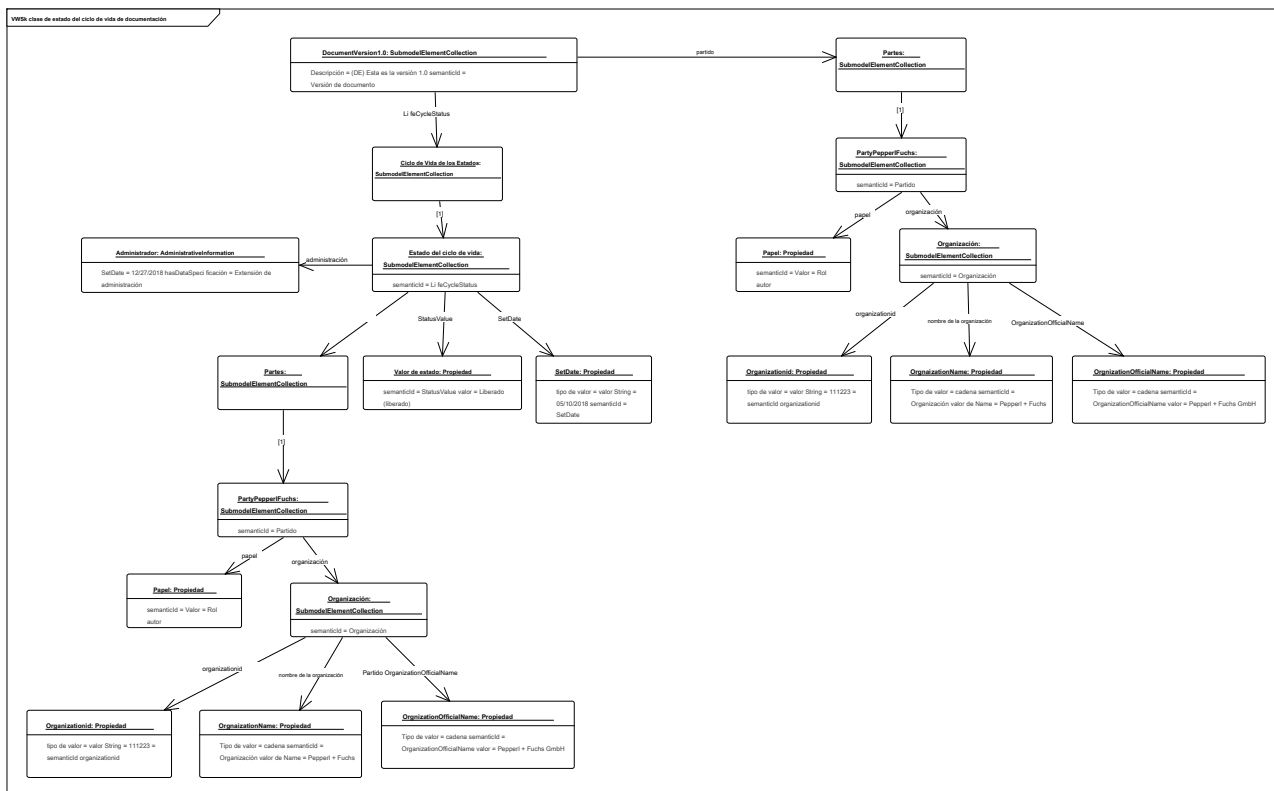 VWSk clase de estado del ciclo de vida de documentación
DocumentVersion1.0: SubmodelElementCollection
Descripción = (DE) Esta es la versión 1.0 semanticId =
Versión de documento
partido
Partes:
SubmodelElementCollection
Li feCycleStatus
[1]
Ciclo de Vida de los Estados:
SubmodelElementCollection
PartyPepperlFuchs:
SubmodelElementCollection
semanticId = Partido
[1]
papel
organización
Administrador: AdministrativeInformation
SetDate = 12/27/2018 hasDataSpeci ficación = Extensión de
administración
administración
Estado del ciclo de vida:
SubmodelElementCollection
semanticId = Li feCycleStatus
Papel: Propiedad
semanticId = Valor = Rol
autor
Organización:
SubmodelElementCollection
semanticId = Organización
StatusValue
SetDate
organizationid
nombre de la organización
OrganizationOfficialName
Partes:
SubmodelElementCollection
Valor de estado: Propiedad
semanticId = StatusValue valor = Liberado
(liberado)
SetDate: Propiedad
tipo de valor = valor String =
05/10/2018 semanticId =
SetDate
Organizationid: Propiedad
tipo de valor = valor String = 111223 =
semanticId organizationid
OrgnaizationName: Propiedad
Tipo de valor = cadena semanticId =
Organización valor de Name = Pepperl + Fuchs
OrgnizationOfficialName: Propiedad
Tipo de valor = cadena semanticId =
OrganizationOfficialName valor = Pepperl + Fuchs GmbH
[1]
PartyPepperlFuchs:
SubmodelElementCollection
semanticId = Partido
papel
organización
Papel: Propiedad
semanticId = Valor = Rol
autor
Organización:
SubmodelElementCollection
semanticId = Organización
organizationid
nombre de la organización
Partido OrganizationOfficialName
Organizationid: Propiedad
tipo de valor = valor String = 111223 =
semanticId organizationid
OrgnaizationName: Propiedad
Tipo de valor = cadena semanticId =
Organización valor de Name = Pepperl + Fuchs
OrgnizationOfficialName: Propiedad
Tipo de valor = cadena semanticId =
OrganizationOfficialName valor = Pepperl + Fuchs GmbH